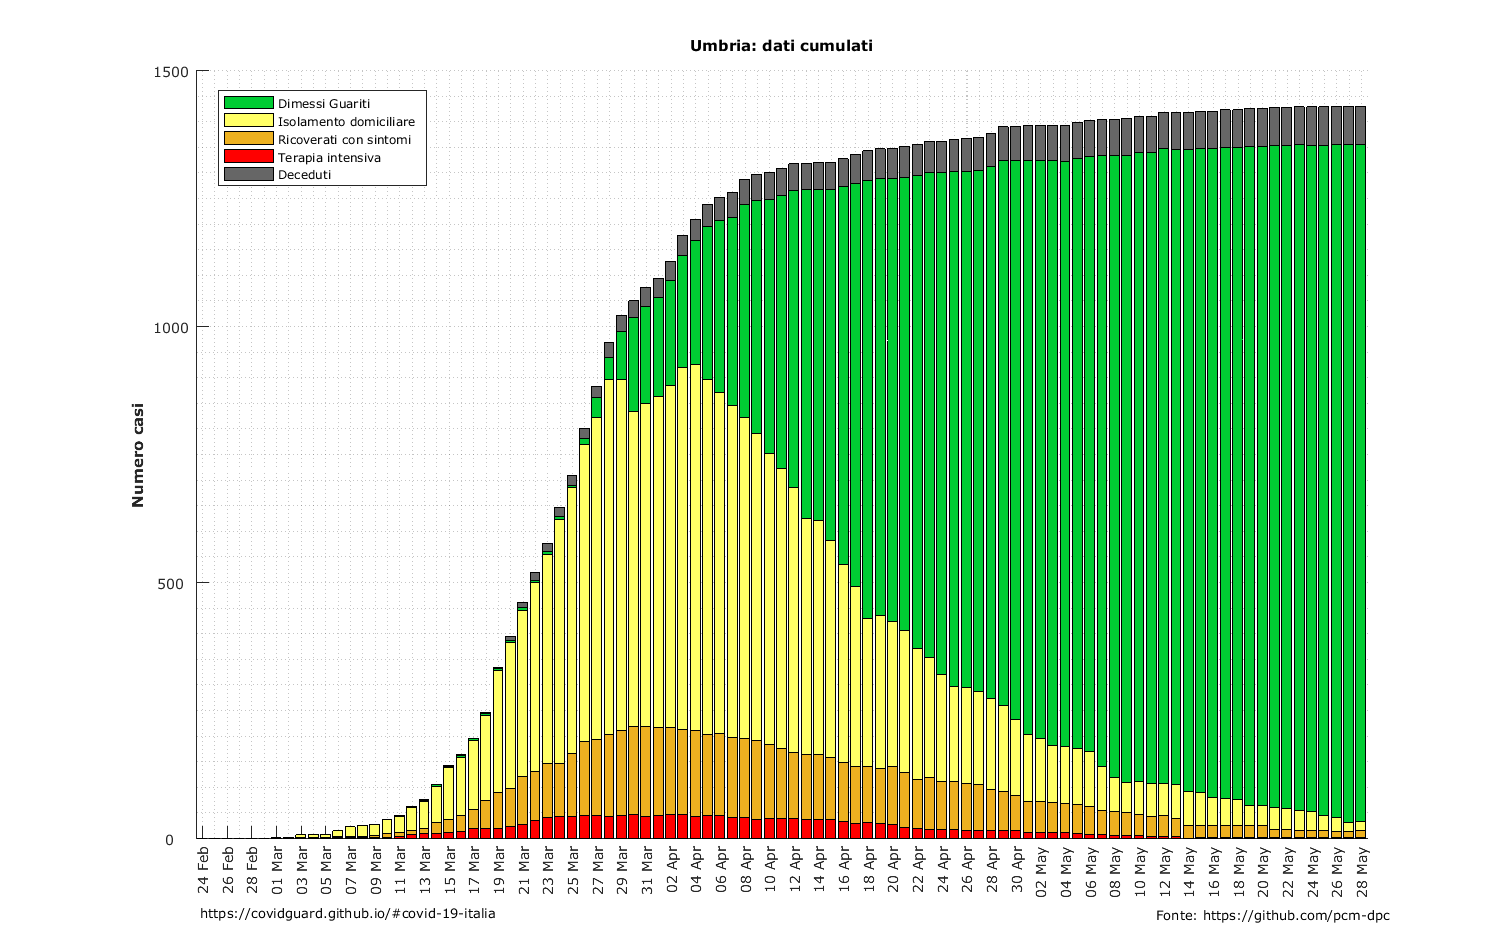 Umbria: dati cumulati
1500
1000
500
0
Numero casi
Dimessi Guariti
Isolamento domiciliare
Ricoverati con sintomi
Terapia intensiva
Deceduti
24 Feb
26 Feb
28 Feb
01 Mar
03 Mar
05 Mar
07 Mar
09 Mar
11 Mar
13 Mar
15 Mar
17 Mar
19 Mar
21 Mar
23 Mar
25 Mar
27 Mar
29 Mar
31 Mar
02 Apr
04 Apr
06 Apr
08 Apr
10 Apr
12 Apr
14 Apr
16 Apr
18 Apr
20 Apr
22 Apr
24 Apr
26 Apr
28 Apr
30 Apr
02 May
04 May
06 May
08 May
10 May
12 May
14 May
16 May
18 May
20 May
22 May
24 May
26 May
28 May
https://covidguard.github.io/#covid-19-italia
Fonte: https://github.com/pcm-dpc